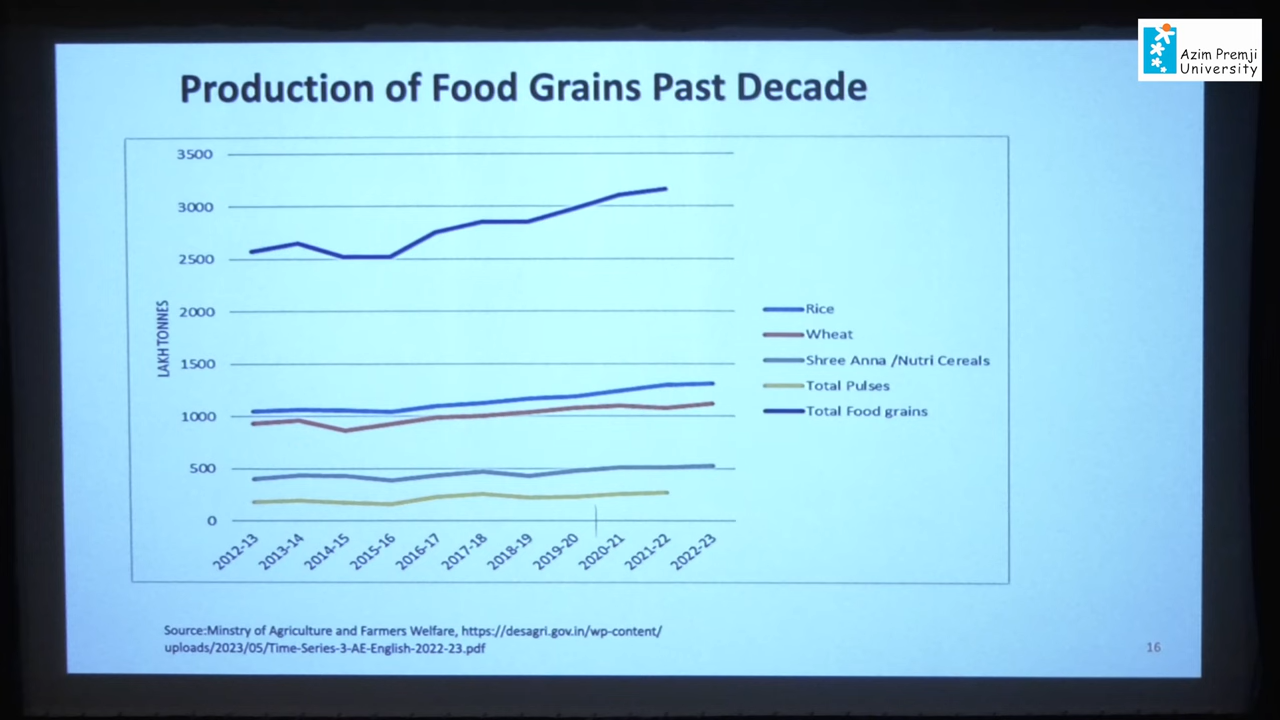 Azim Premji
University
Production of Food Grains Past Decade
3500
3000
2500
2000
1500
1000
500
0
LAKH TONNES
2012-13
2013-14
2014-15
2015-16
2016-17
2017-18
2018-19
2019-20
2020-21
2021-22
2022-23
Rice
Wheat
Shree Anna /Nutri Cereals
Total Pulses
Total Food grains
Source:Minstry of Agriculture and Farmers Welfare, https://desagri.gov.in/wp-content/
uploads/2023/05/Time-Series-3-AE-English-2022-23.pdf
16